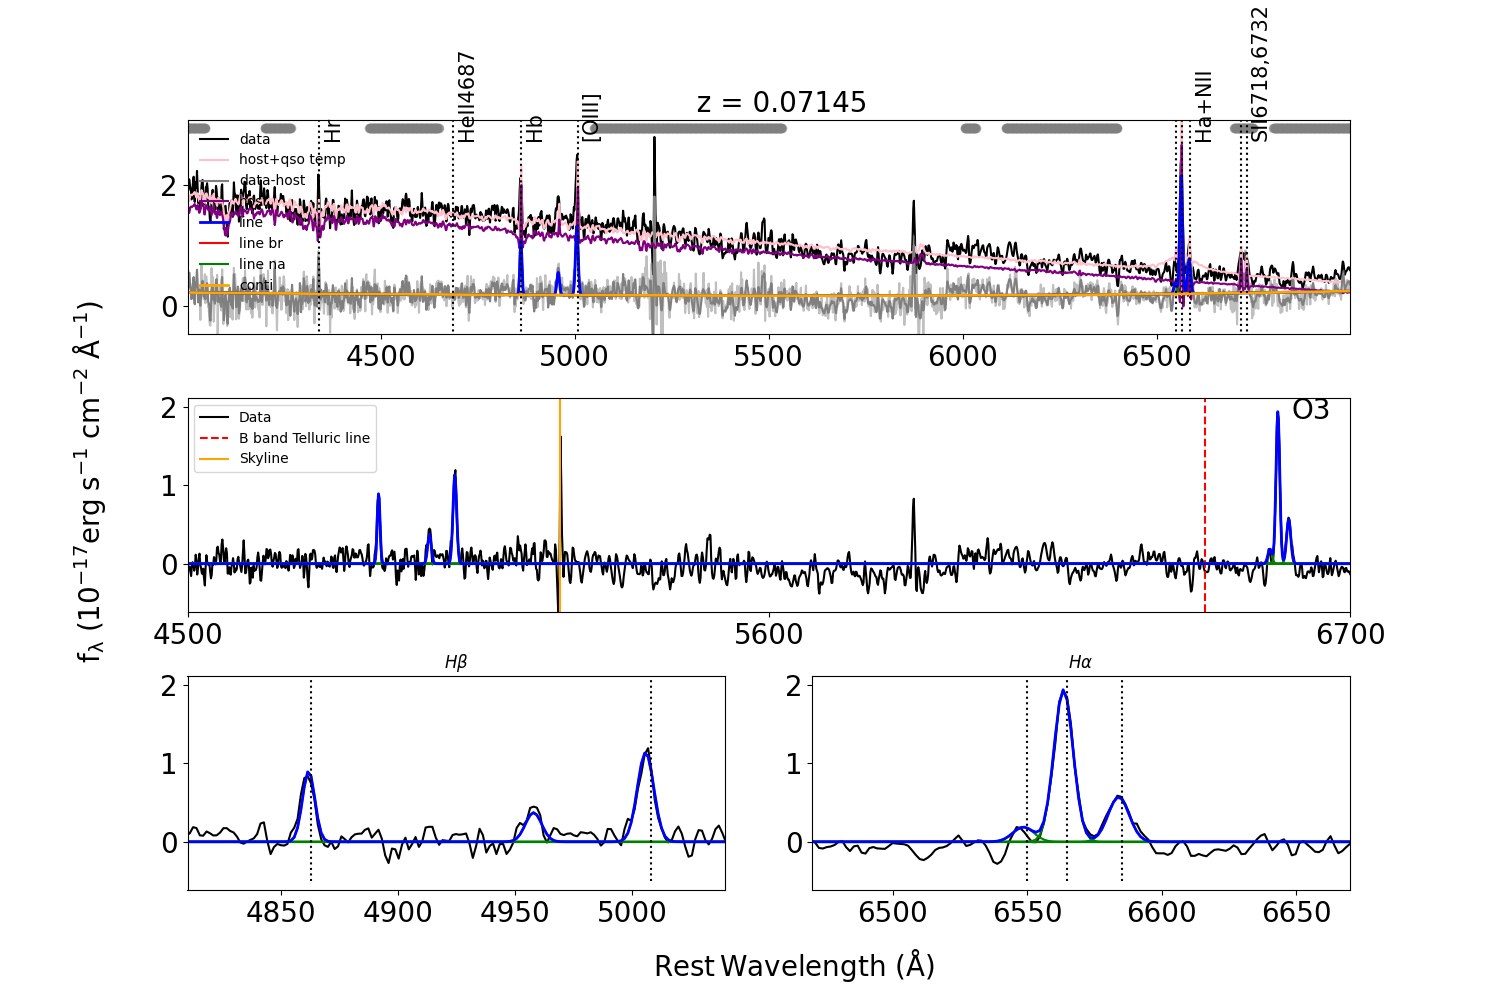 z = 0.07145
Hr
HeII4687
Hb
[OIII]
Ha+NII
SII6718,6732
data
host+qso temp
data-host
line
line br
line na
conti
2
0
4500 5000 5500 6000 6500
Data
B band Telluric line
Skyline
O3
2
1
0
4500 5600 6700
fλ (10⁻¹⁷erg s⁻¹ cm⁻² Å⁻¹)
Hβ
2
1
0
4850 4900 4950 5000
Hα
2
1
0
6500 6550 6600 6650
Rest Wavelength (Å)